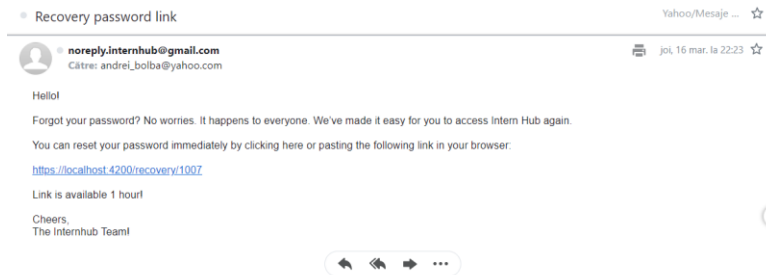 Recovery password link
Yahoo/Mesaje ...
noreply.internhub@gmail.com
joi, 16 mar. la 22:23
Către: andrei_bolba@yahoo.com
Hello!
Forgot your password? No worries. It happens to everyone. We've made it easy for you to access Intern Hub again.
You can reset your password immediately by clicking here or pasting the following link in your browser:
https://localhost:4200/recovery/1007
Link is available 1 hour!
Cheers,
The Internhub Team!